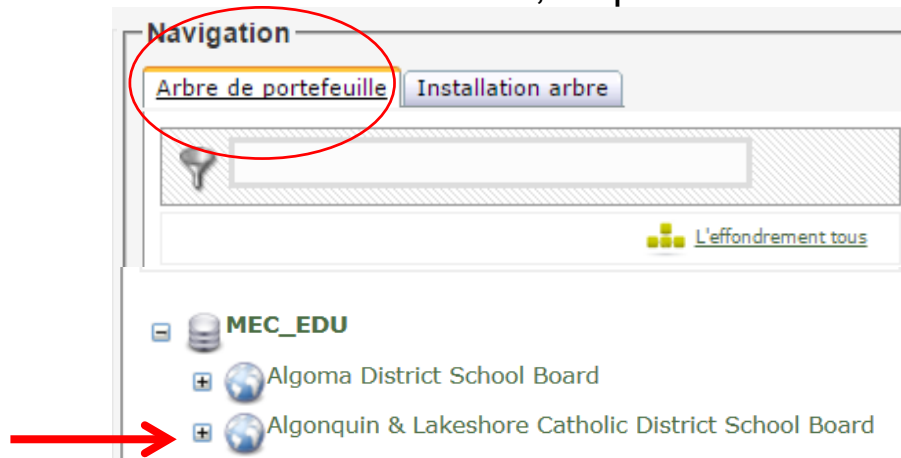 Navigation
Arbre de portefeuille Installation arbre
L'effondrement tous
MEC_EDU
Algoma District School Board
Algonquin & Lakeshore Catholic District School Board